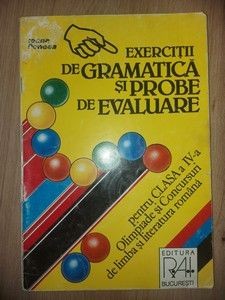 EXERCIȚII
DE GRAMATICĂ
ȘI PROBE
DE EVALUARE
pentru CLASA a IV-a
Olimpiade și Concursuri
de limba și literatura română
EDITURA
BUCUREȘTI